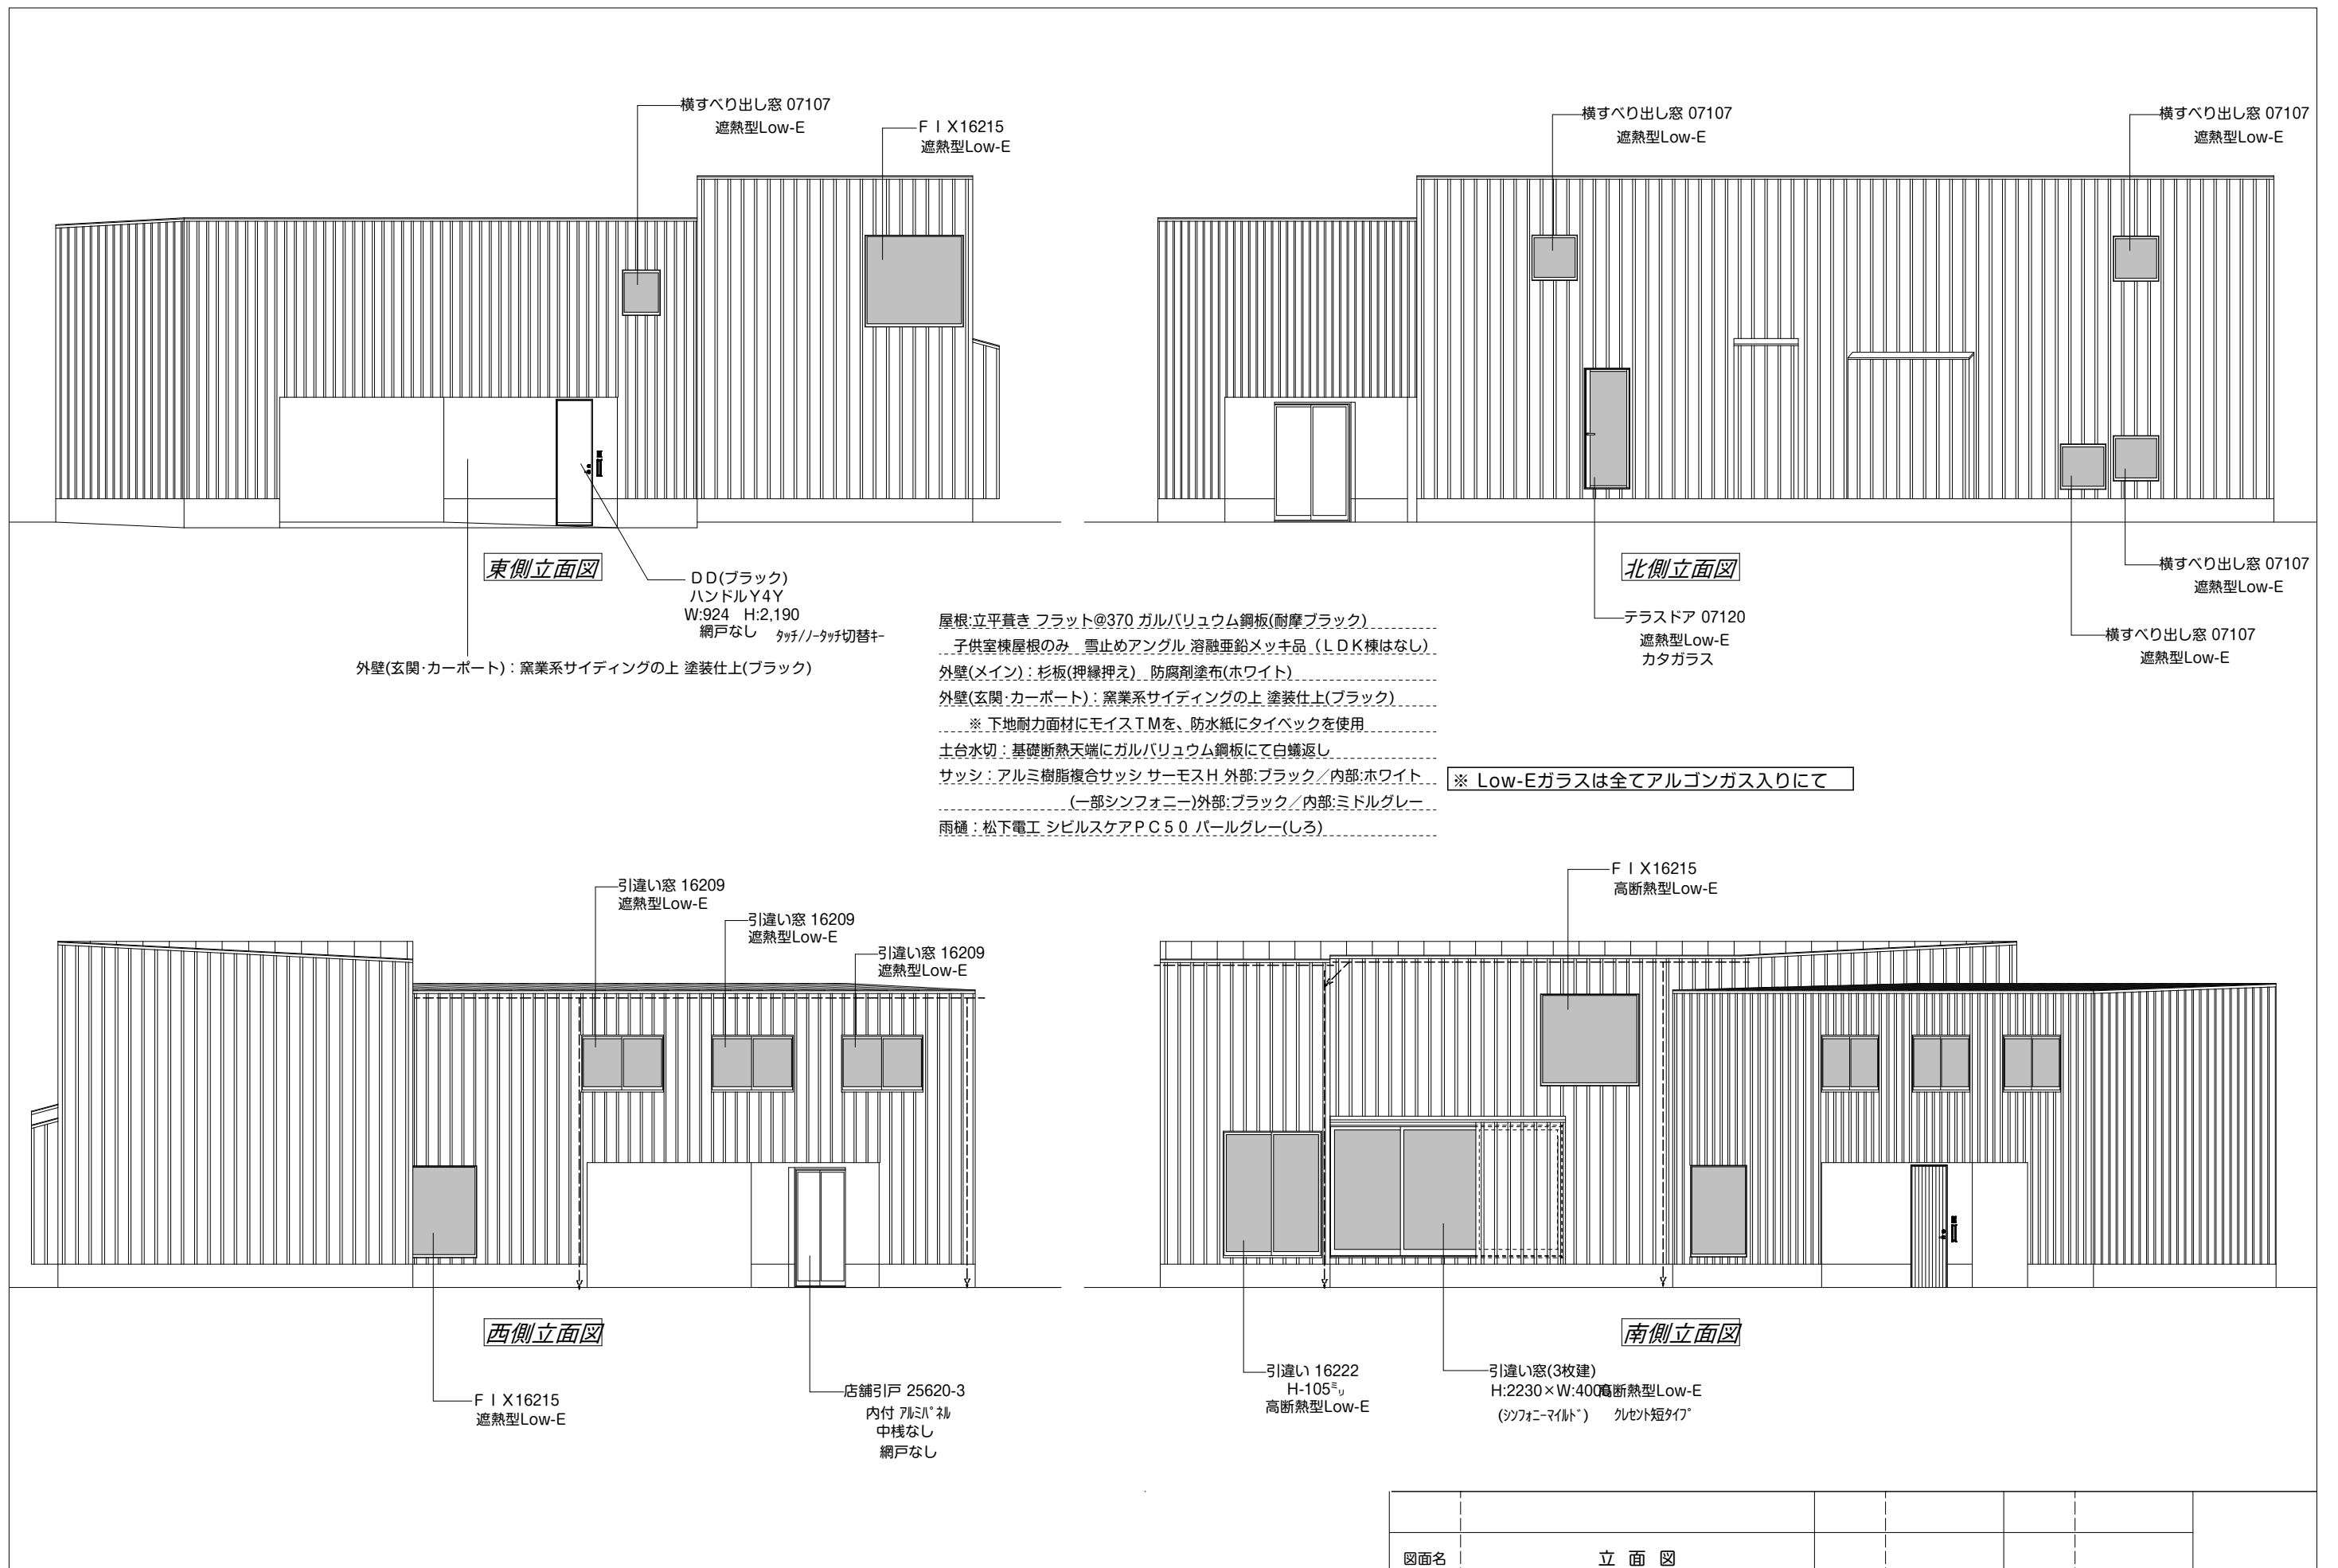 横すべり出し窓 07107
遮熱型Low-E
ＦＩＸ16215
遮熱型Low-E
横すべり出し窓 07107
遮熱型Low-E
横すべり出し窓 07107
遮熱型Low-E
東側立面図
ＤＤ(ブラック)
ハンドルＹ4Ｙ
W:924 H:2,190
網戸なし ﾀｯﾁ/ﾉｰﾀｯﾁ切替ｷｰ
外壁(玄関･カーポート)：窯業系サイディングの上 塗装仕上(ブラック)
北側立面図
横すべり出し窓 07107
遮熱型Low-E
テラスドア 07120
遮熱型Low-E
カタガラス
横すべり出し窓 07107
遮熱型Low-E
屋根:立平葺き フラット@370 ガルバリュウム鋼板(耐摩ブラック)
子供室棟屋根のみ 雪止めアングル 溶融亜鉛メッキ品（ＬＤＫ棟はなし）
外壁(メイン)：杉板(押縁押え) 防腐剤塗布(ホワイト)
外壁(玄関･カーポート)：窯業系サイディングの上 塗装仕上(ブラック)
※ 下地耐力面材にモイスＴＭを、防水紙にタイベックを使用
土台水切：基礎断熱天端にガルバリュウム鋼板にて白蟻返し
サッシ：アルミ樹脂複合サッシ サーモスＨ 外部:ブラック／内部:ホワイト
(一部シンフォニー)外部:ブラック／内部:ミドルグレー
雨樋：松下電工 シビルスケアＰＣ５０ パールグレー(しろ)
※ Low-Eガラスは全てアルゴンガス入りにて
引違い窓 16209
遮熱型Low-E
引違い窓 16209
遮熱型Low-E
引違い窓 16209
遮熱型Low-E
ＦＩＸ16215
高断熱型Low-E
西側立面図
ＦＩＸ16215
遮熱型Low-E
店舗引戸 25620-3
内付 ｱﾙﾐﾊﾟﾈﾙ
中桟なし
網戸なし
南側立面図
引違い 16222
H-105㍉
高断熱型Low-E
引違い窓(3枚建)
H:2230×W:4000 高断熱型Low-E
(ｼﾝﾌｫﾆｰﾏｲﾙﾄﾞ) ｸﾚｾﾝﾄ短ﾀｲﾌﾟ
図面名 立面図